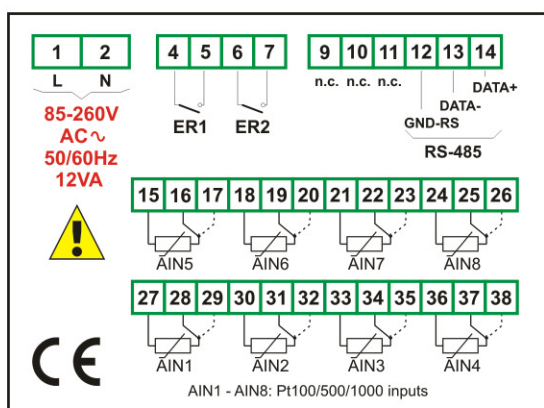 1 2
L N
85-260V
AC∿
50/60Hz
12VA
4 5 6 7
ER1 ER2
9 10 11 12 13 14
n.c. n.c. n.c.
DATA+
DATA-
GND-RS
RS-485
15 16 17 18 19 20 21 22 23 24 25 26
AIN5 AIN6 AIN7 AIN8
27 28 29 30 31 32 33 34 35 36 37 38
AIN1 AIN2 AIN3 AIN4
CE
AIN1 - AIN8: Pt100/500/1000 inputs